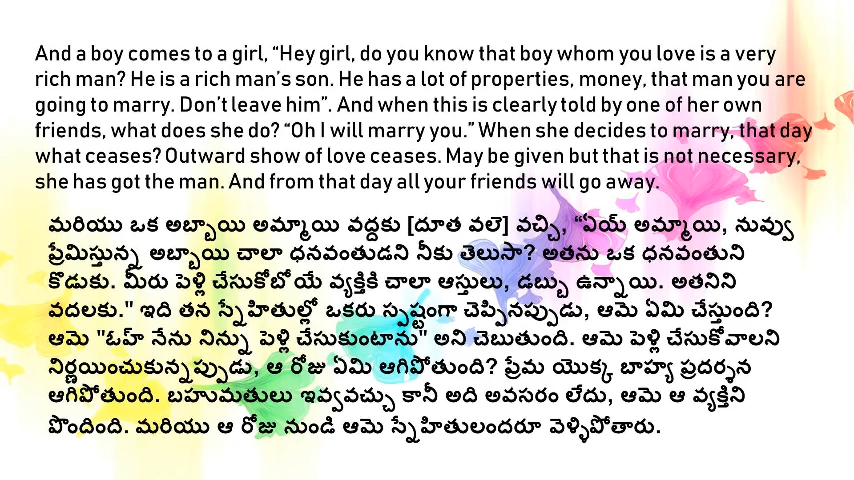 And a boy comes to a girl, “Hey girl, do you know that boy whom you love is a very
rich man? He is a rich man’s son. He has a lot of properties, money, that man you are
going to marry. Don’t leave him”. And when this is clearly told by one of her own
friends, what does she do? “Oh I will marry you.” When she decides to marry, that day
what ceases? Outward show of love ceases. May be given but that is not necessary,
she has got the man. And from that day all your friends will go away.
మరియు ఒక అబ్బాయి అమ్మాయి వద్దకు [దూత వలె] వచ్చి, “ఏయ్ అమ్మాయి, నువ్వు
ప్రేమిస్తున్న అబ్బాయి చాలా ధనవంతుడని నీకు తెలుసా? అతను ఒక ధనవంతుని
కొడుకు. మీరు పెళ్లి చేసుకోబోయే వ్యక్తికి చాలా ఆస్తులు, డబ్బు ఉన్నాయి. అతనిని
వదలకు." ఇది తన స్నేహితుల్లో ఒకరు స్పష్టంగా చెప్పినప్పుడు, ఆమె ఏమి చేస్తుంది?
ఆమె "ఓహ్ నేను నిన్ను పెళ్లి చేసుకుంటాను" అని చెబుతుంది. ఆమె పెళ్లి చేసుకోవాలని
నిర్ణయించుకున్నప్పుడు, ఆ రోజు ఏమి ఆగిపోతుంది? ప్రేమ యొక్క బాహ్య ప్రదర్శన
ఆగిపోతుంది. బహుమతులు ఇవ్వవచ్చు కానీ అది అవసరం లేదు, ఆమె ఆ వ్యక్తిని
పొందింది. మరియు ఆ రోజు నుండి ఆమె స్నేహితులందరూ వెళ్ళిపోతారు.